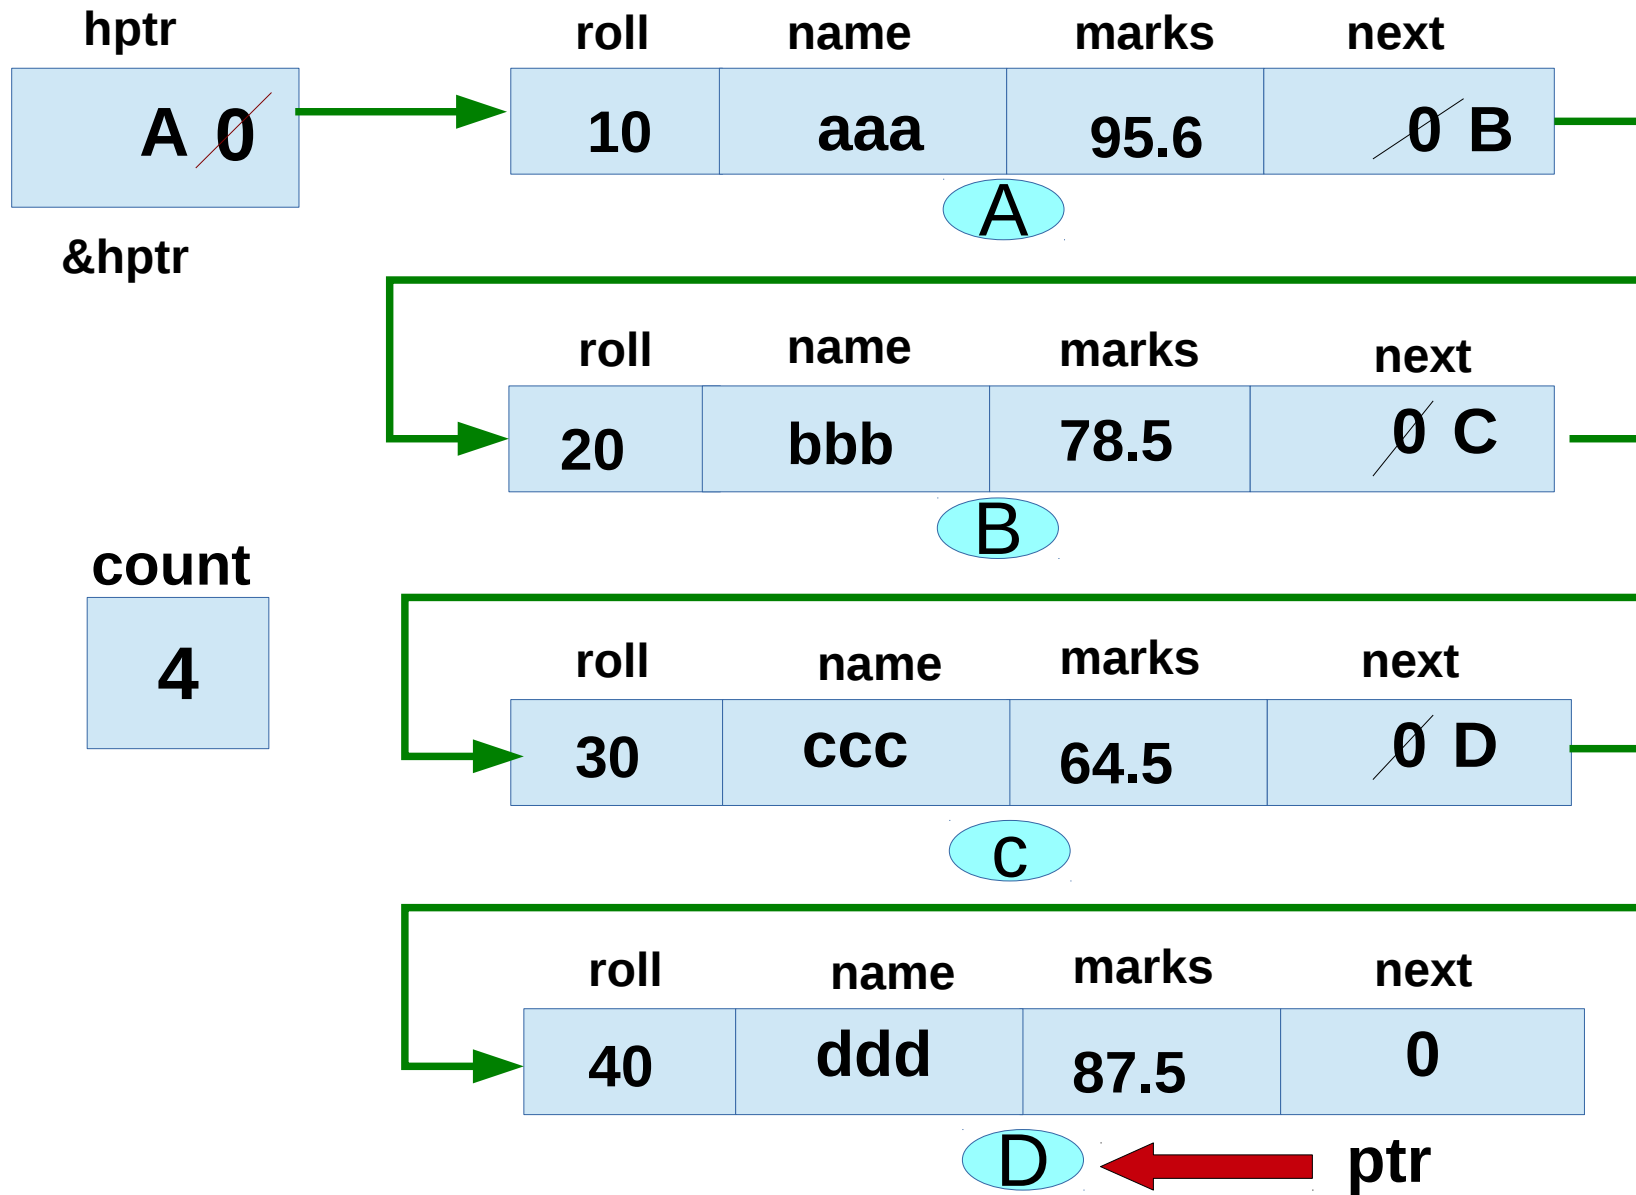 hptr
roll name marks next
A 0
10 aaa 95.6 0 B
A
&hptr
roll name marks next
20 bbb 78.5 0 C
B
count
4
roll name marks next
30 ccc 64.5 0 D
c
roll name marks next
40 ddd 87.5 0
D ptr